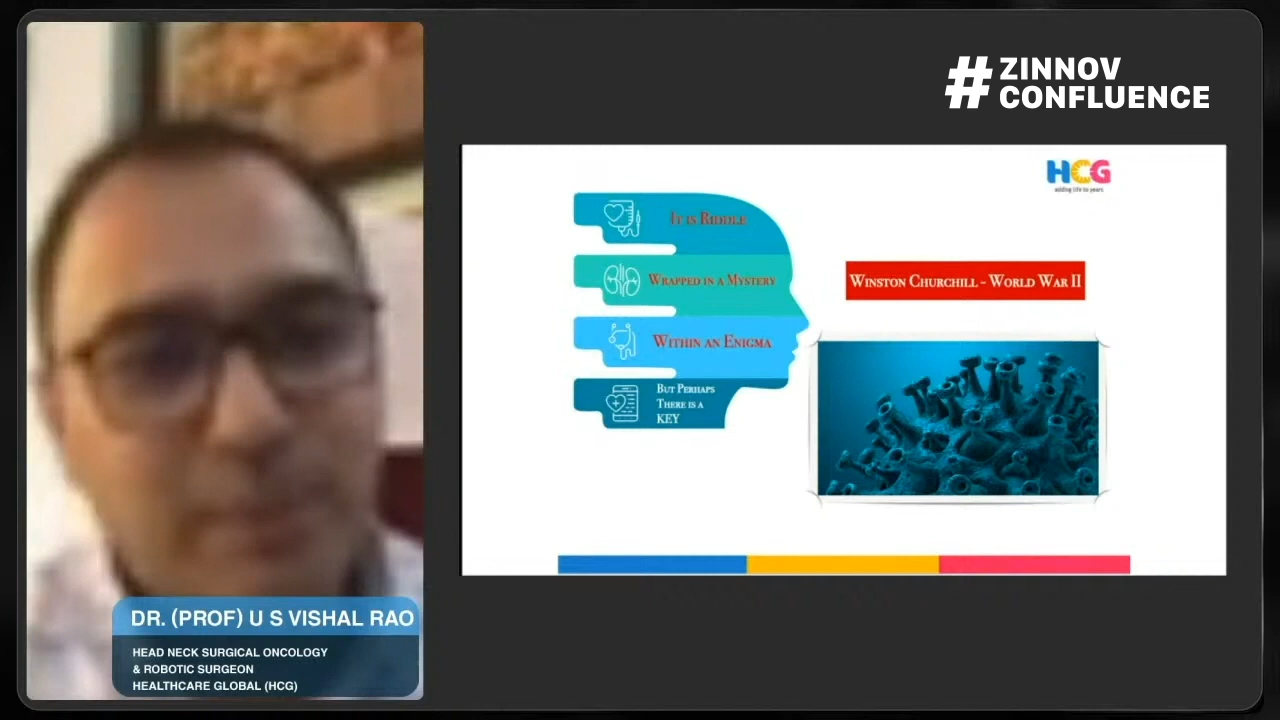 # ZINNOV
CONFLUENCE
HCG
adding life to years
IT IS RIDDLE
WRAPPED IN A MYSTERY
WITHIN AN ENIGMA
BUT PERHAPS
THERE IS A
KEY
WINSTON CHURCHILL - WORLD WAR II
DR. (PROF) U S VISHAL RAO
HEAD NECK SURGICAL ONCOLOGY
& ROBOTIC SURGEON
HEALTHCARE GLOBAL (HCG)